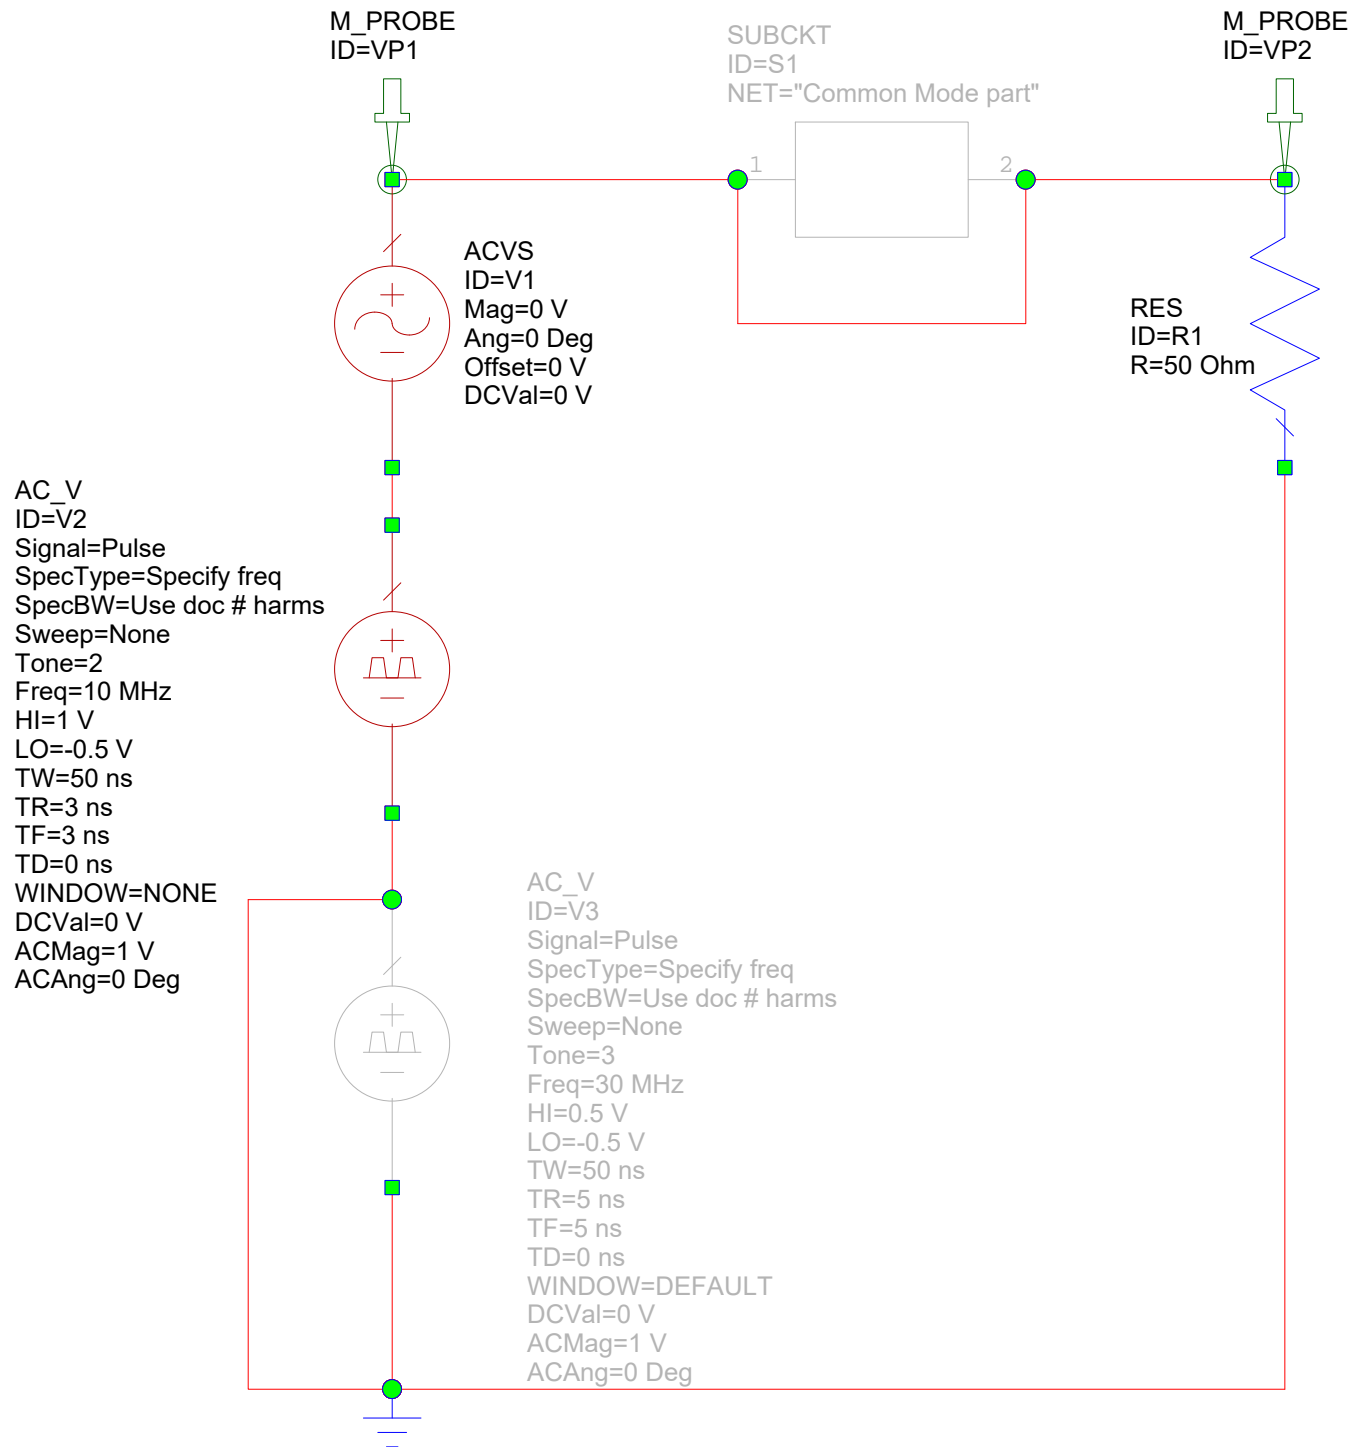 M_PROBE
ID=VP1
SUBCKT
ID=S1
NET="Common Mode part"
M_PROBE
ID=VP2
1
2
ACVS
ID=V1
Mag=0 V
Ang=0 Deg
Offset=0 V
DCVal=0 V
RES
ID=R1
R=50 Ohm
AC_V
ID=V2
Signal=Pulse
SpecType=Specify freq
SpecBW=Use doc # harms
Sweep=None
Tone=2
Freq=10 MHz
HI=1 V
LO=-0.5 V
TW=50 ns
TR=3 ns
TF=3 ns
TD=0 ns
WINDOW=NONE
DCVal=0 V
ACMag=1 V
ACAng=0 Deg
AC_V
ID=V3
Signal=Pulse
SpecType=Specify freq
SpecBW=Use doc # harms
Sweep=None
Tone=3
Freq=30 MHz
HI=0.5 V
LO=-0.5 V
TW=50 ns
TR=5 ns
TF=5 ns
TD=0 ns
WINDOW=DEFAULT
DCVal=0 V
ACMag=1 V
ACAng=0 Deg